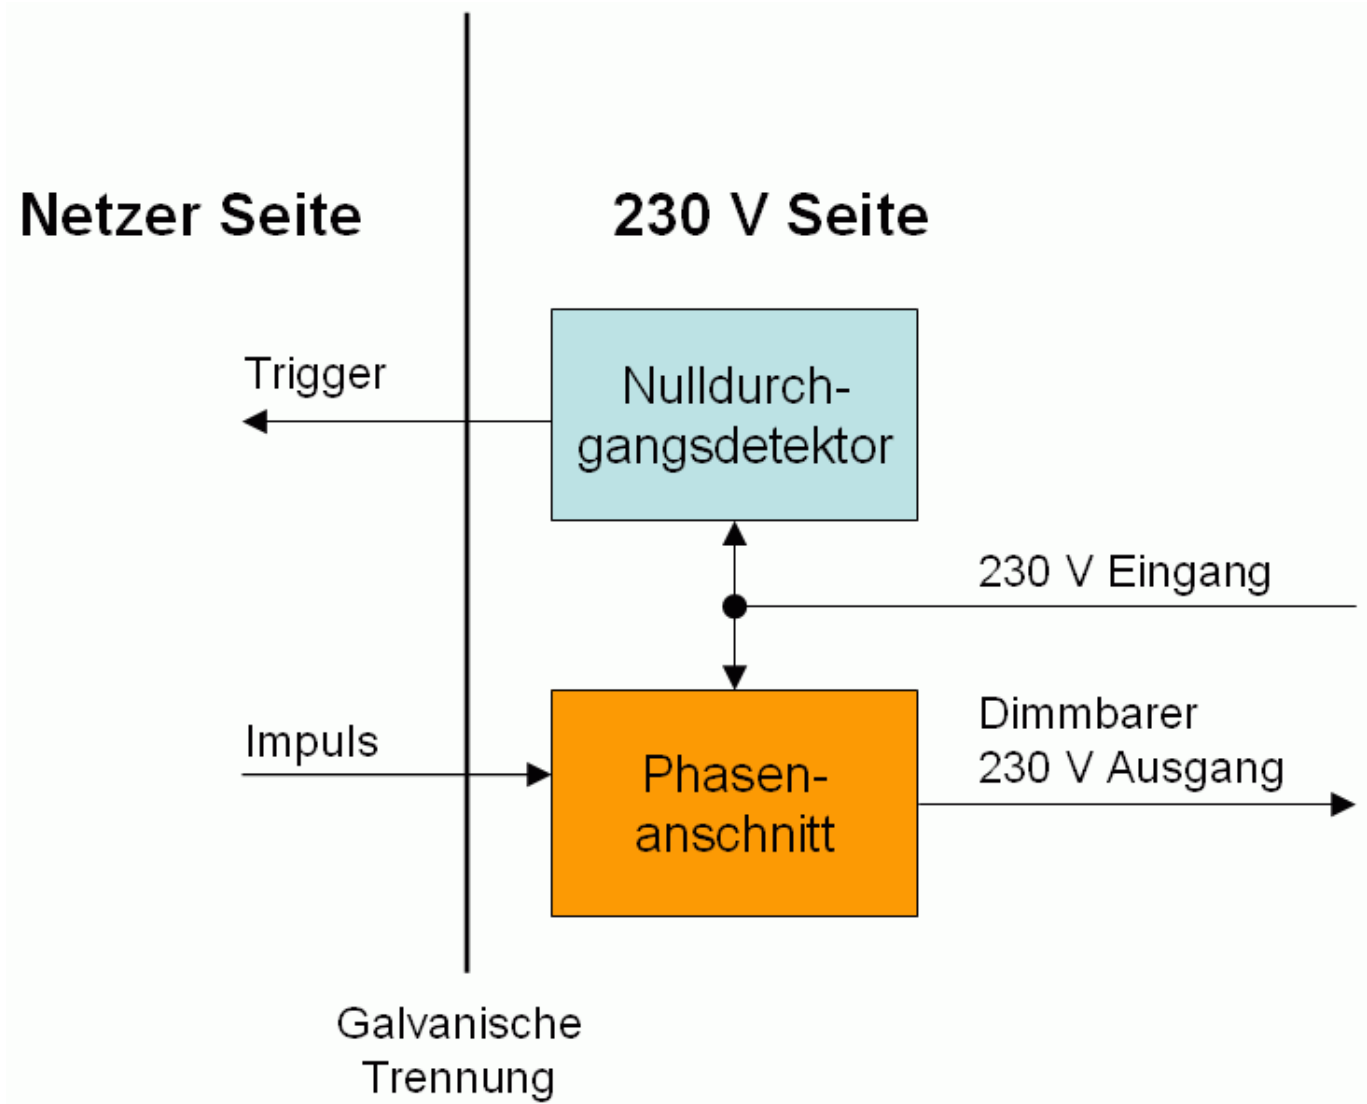 Netzer Seite
230 V Seite
Trigger
Nulldurch-
gangsdetektor
230 V Eingang
Impuls
Phasen-
anschnitt
Dimmbarer
230 V Ausgang
Galvanische
Trennung